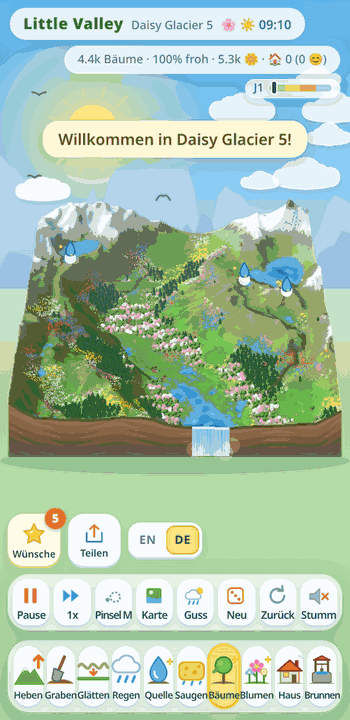 Little Valley Daisy Glacier 5 🌸 ☀️ 09:10
4.4k Bäume · 100% froh · 5.3k 🌼 · 🏠 0 (0 😊)
J1
Willkommen in Daisy Glacier 5!
5
Wünsche Teilen EN DE
Pause 1x Pinsel M Karte Guss Neu Zurück Stumm
Heben Graben Glätten Regen Quelle Saugen Bäume Blumen Haus Brunnen